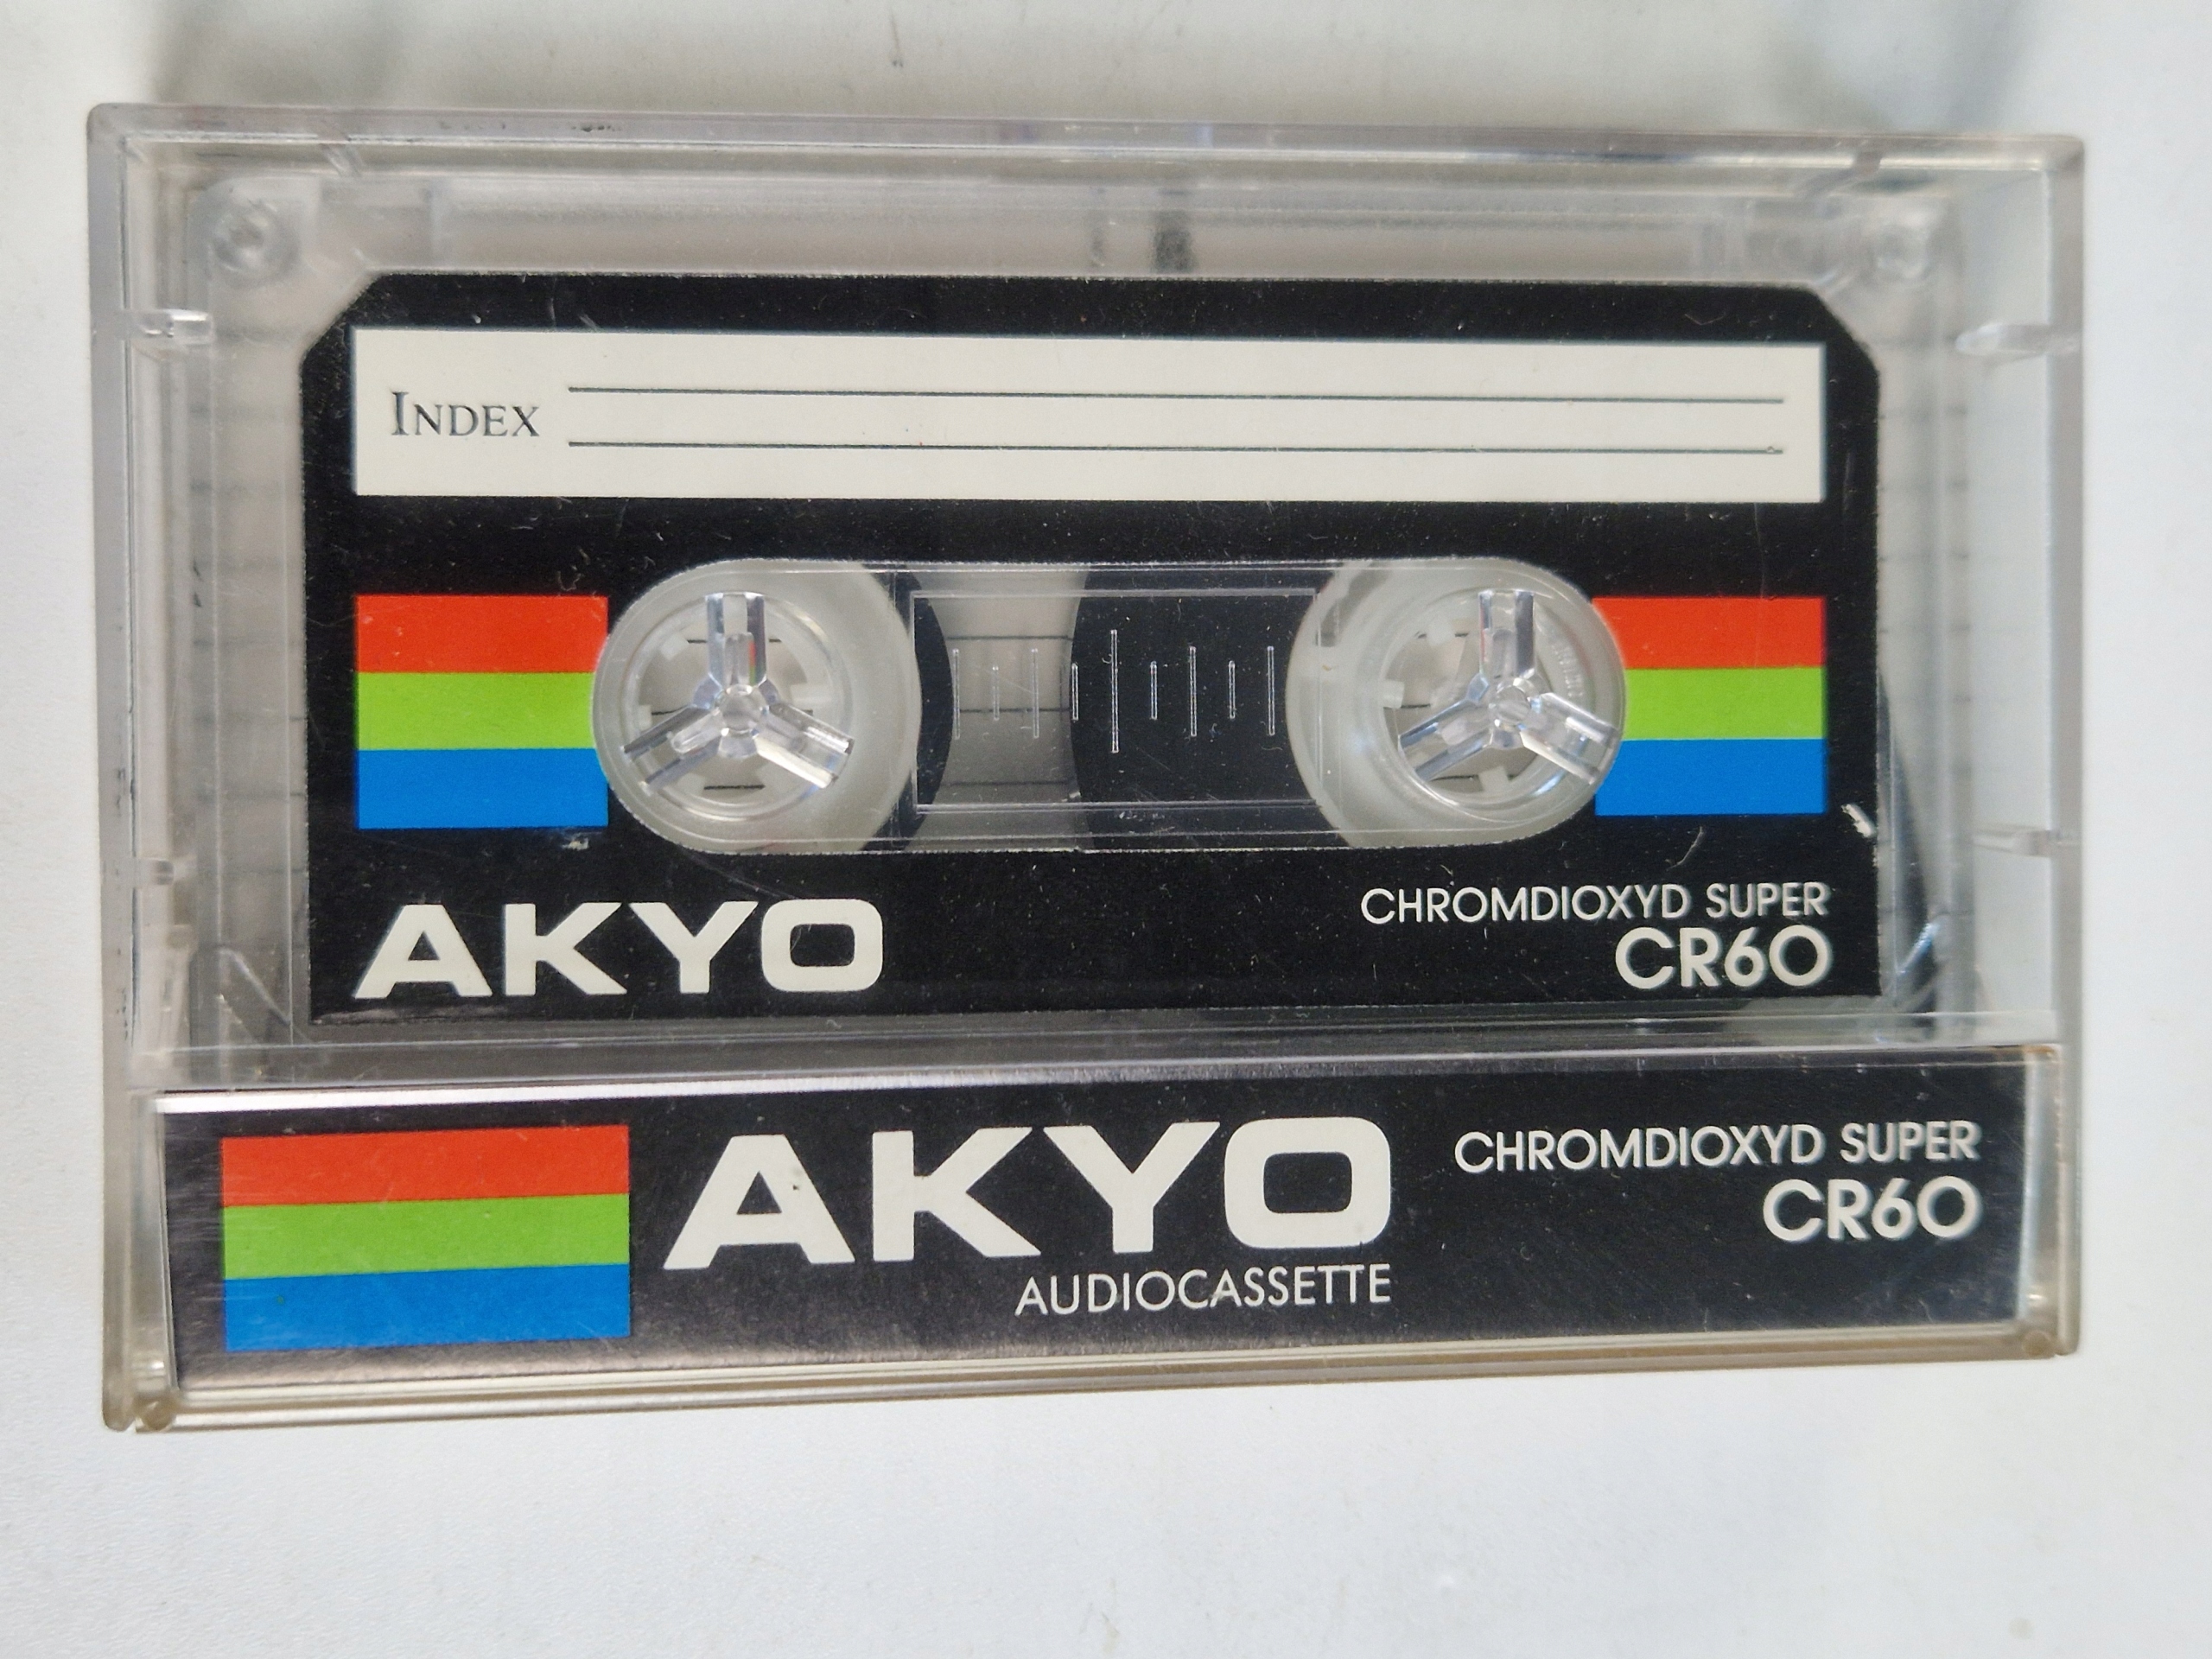 INDEX
AKYO
CHROMDIOXYD SUPER
CR60
AKYO
AUDIOCASSETTE
CHROMDIOXYD SUPER
CR60